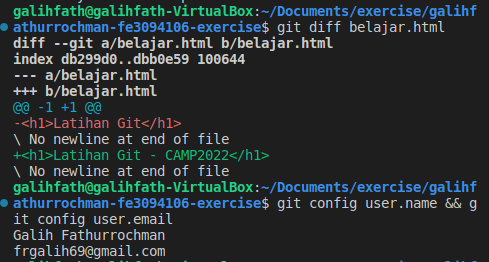 galihfath@galihfath-VirtualBox:~/Documents/exercise/galihf
athurrochman-fe3094106-exercise$ git diff belajar.html
diff --git a/belajar.html b/belajar.html
index db299d0..dbb0e59 100644
--- a/belajar.html
+++ b/belajar.html
@@ -1 +1 @@
-<h1>Latihan Git</h1>
\ No newline at end of file
+<h1>Latihan Git - CAMP2022</h1>
\ No newline at end of file
galihfath@galihfath-VirtualBox:~/Documents/exercise/galihf
athurrochman-fe3094106-exercise$ git config user.name && g
it config user.email
Galih Fathurrochman
frgalih69@gmail.com